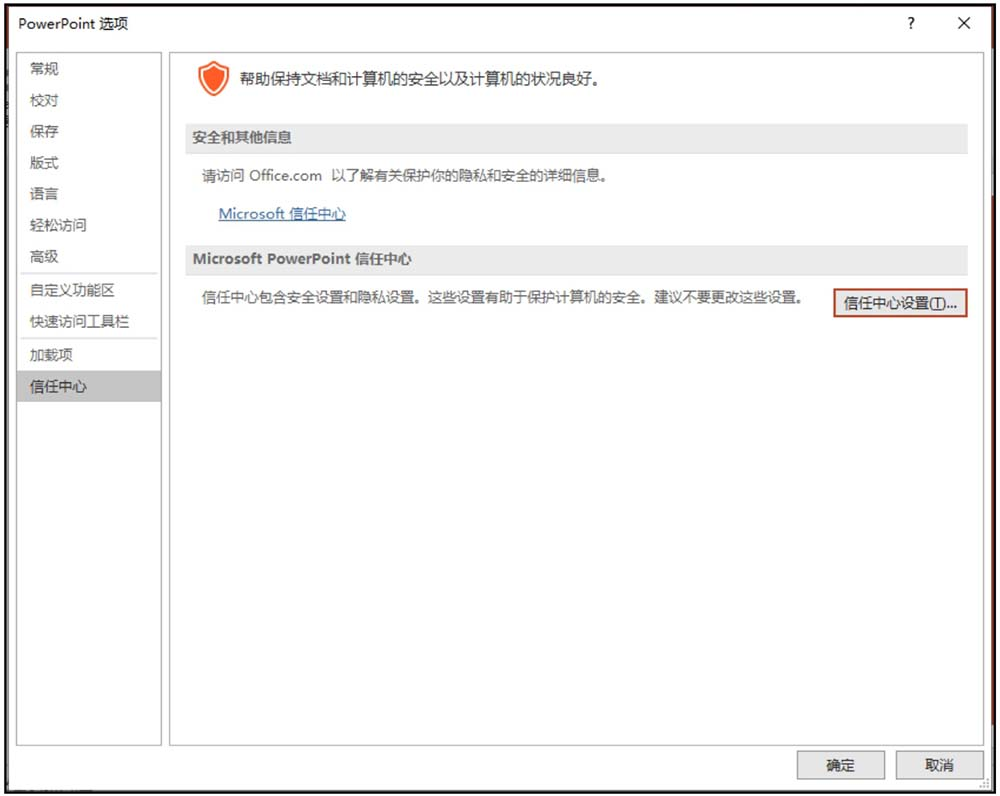 PowerPoint 选项
?
常规
校对
保存
版式
语言
轻松访问
高级
自定义功能区
快速访问工具栏
加载项
信任中心
帮助保持文档和计算机的安全以及计算机的状况良好。
安全和其他信息
请访问 Office.com 以了解有关保护你的隐私和安全的详细信息。
Microsoft 信任中心
Microsoft PowerPoint 信任中心
信任中心包含安全设置和隐私设置。这些设置有助于保护计算机的安全。建议不要更改这些设置。
信任中心设置(T)...
确定
取消